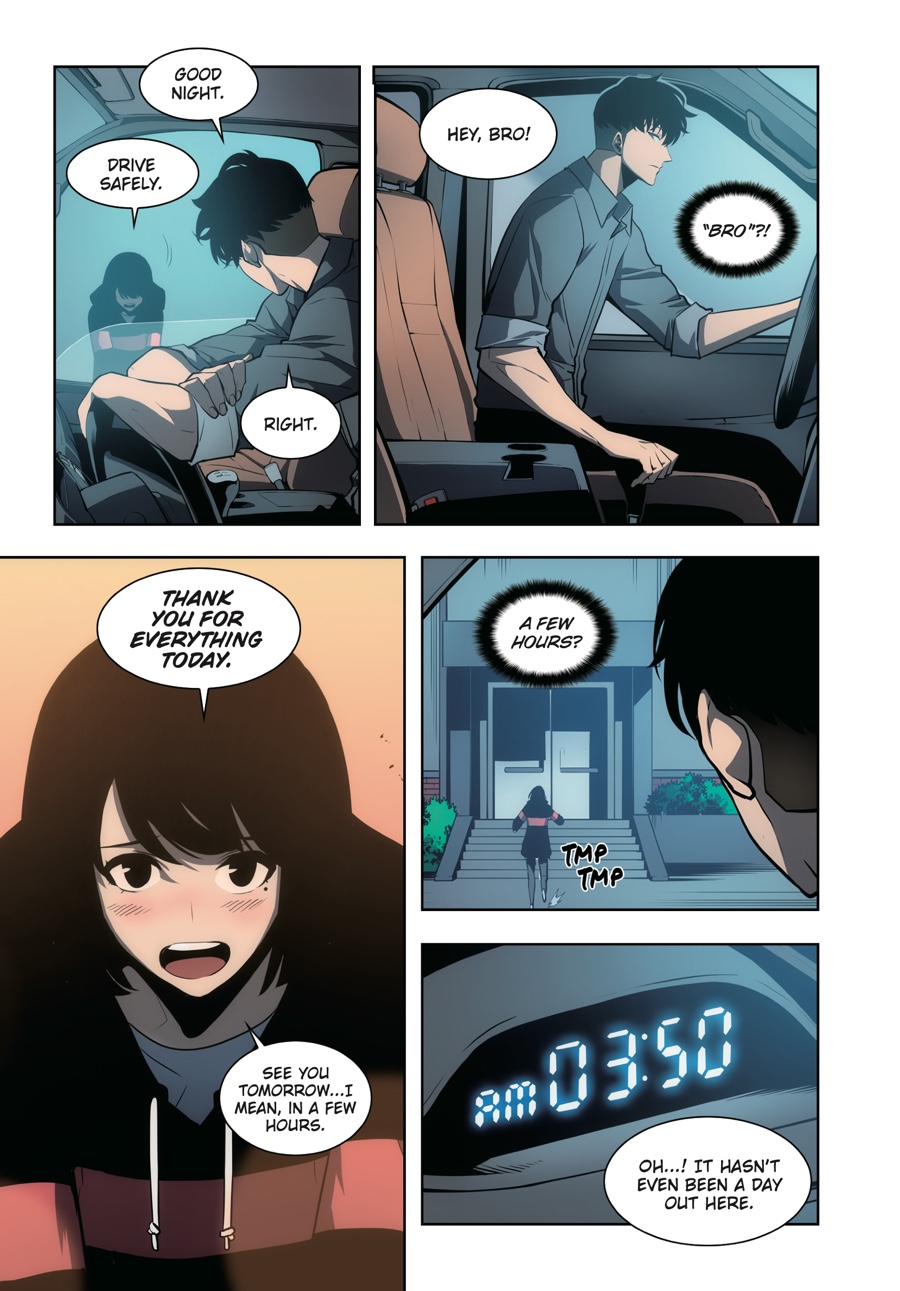 GOOD
NIGHT.
DRIVE
SAFELY.
RIGHT.
HEY, BRO!
"BRO"?!
THANK
YOU FOR
EVERYTHING
TODAY.
SEE YOU
TOMORROW...I
MEAN, IN A FEW
HOURS.
A FEW
HOURS?
TMP
TMP
am 03:50
OH...! IT HASN'T
EVEN BEEN A DAY
OUT HERE.